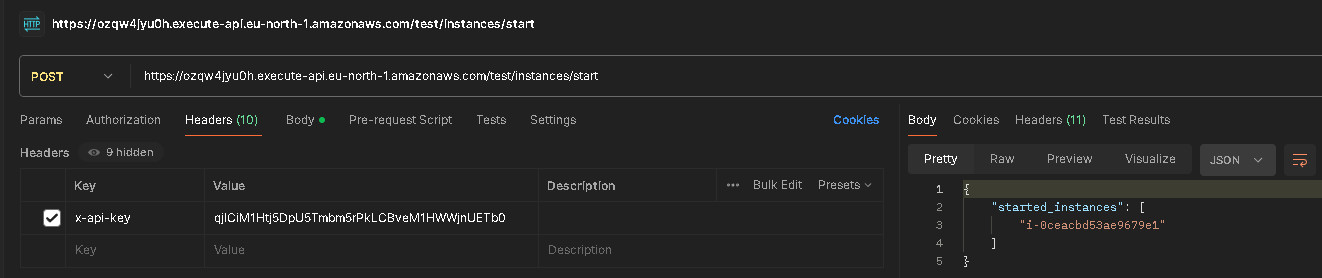 HTTP https://ozqw4jyu0h.execute-api.eu-north-1.amazonaws.com/test/instances/start
POST https://ozqw4jyu0h.execute-api.eu-north-1.amazonaws.com/test/instances/start
Params Authorization Headers (10) Body Pre-request Script Tests Settings Cookies
Headers 9 hidden
Key Value Description ••• Bulk Edit Presets
x-api-key qjlCiM1Htj5DpU5Tmbm5rPkLCBveM1HWWjnUETb0
Key Value Description
Body Cookies Headers (11) Test Results
Pretty Raw Preview Visualize JSON
1 {
2 "started_instances": [
3 "i-0ceacbd53ae9679e1"
4 ]
5 }